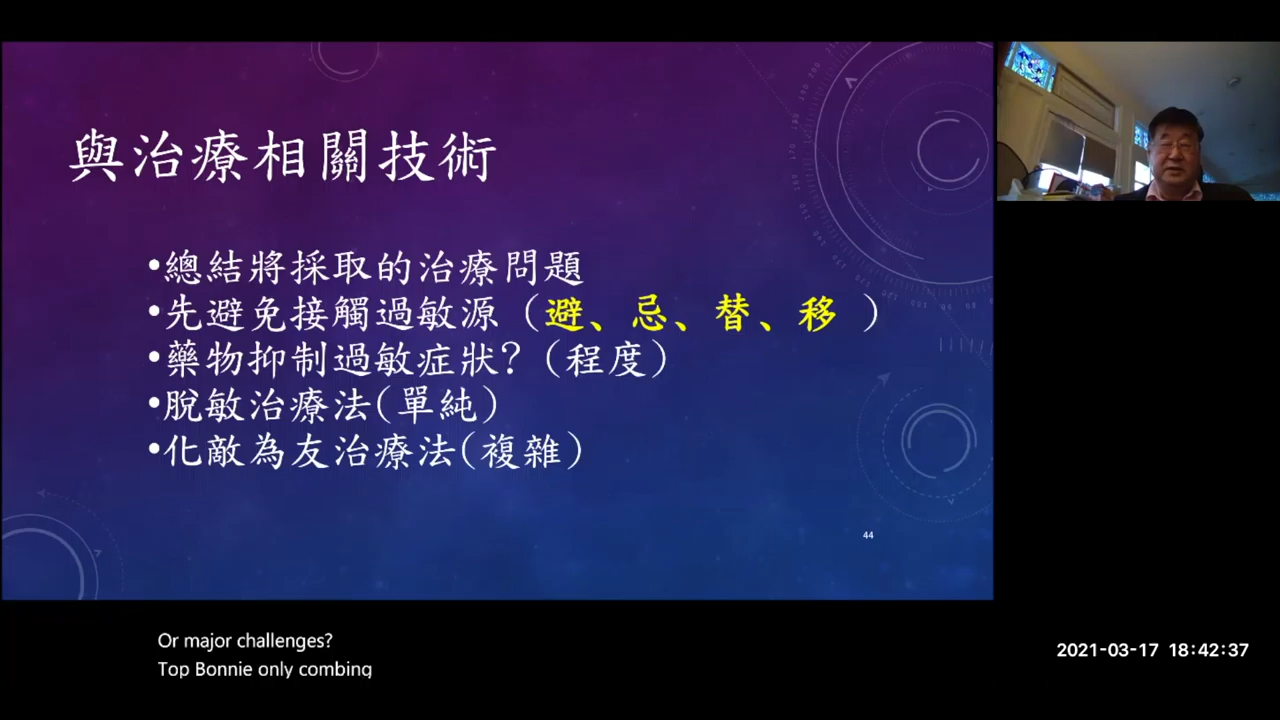 與治療相關技術
•總結將採取的治療問題
•先避免接觸過敏源（避、忌、替、移 ）
•藥物抑制過敏症狀?（程度）
•脫敏治療法(單純)
•化敵為友治療法(複雜)
44
Or major challenges?
Top Bonnie only combing
2021-03-17 18:42:37